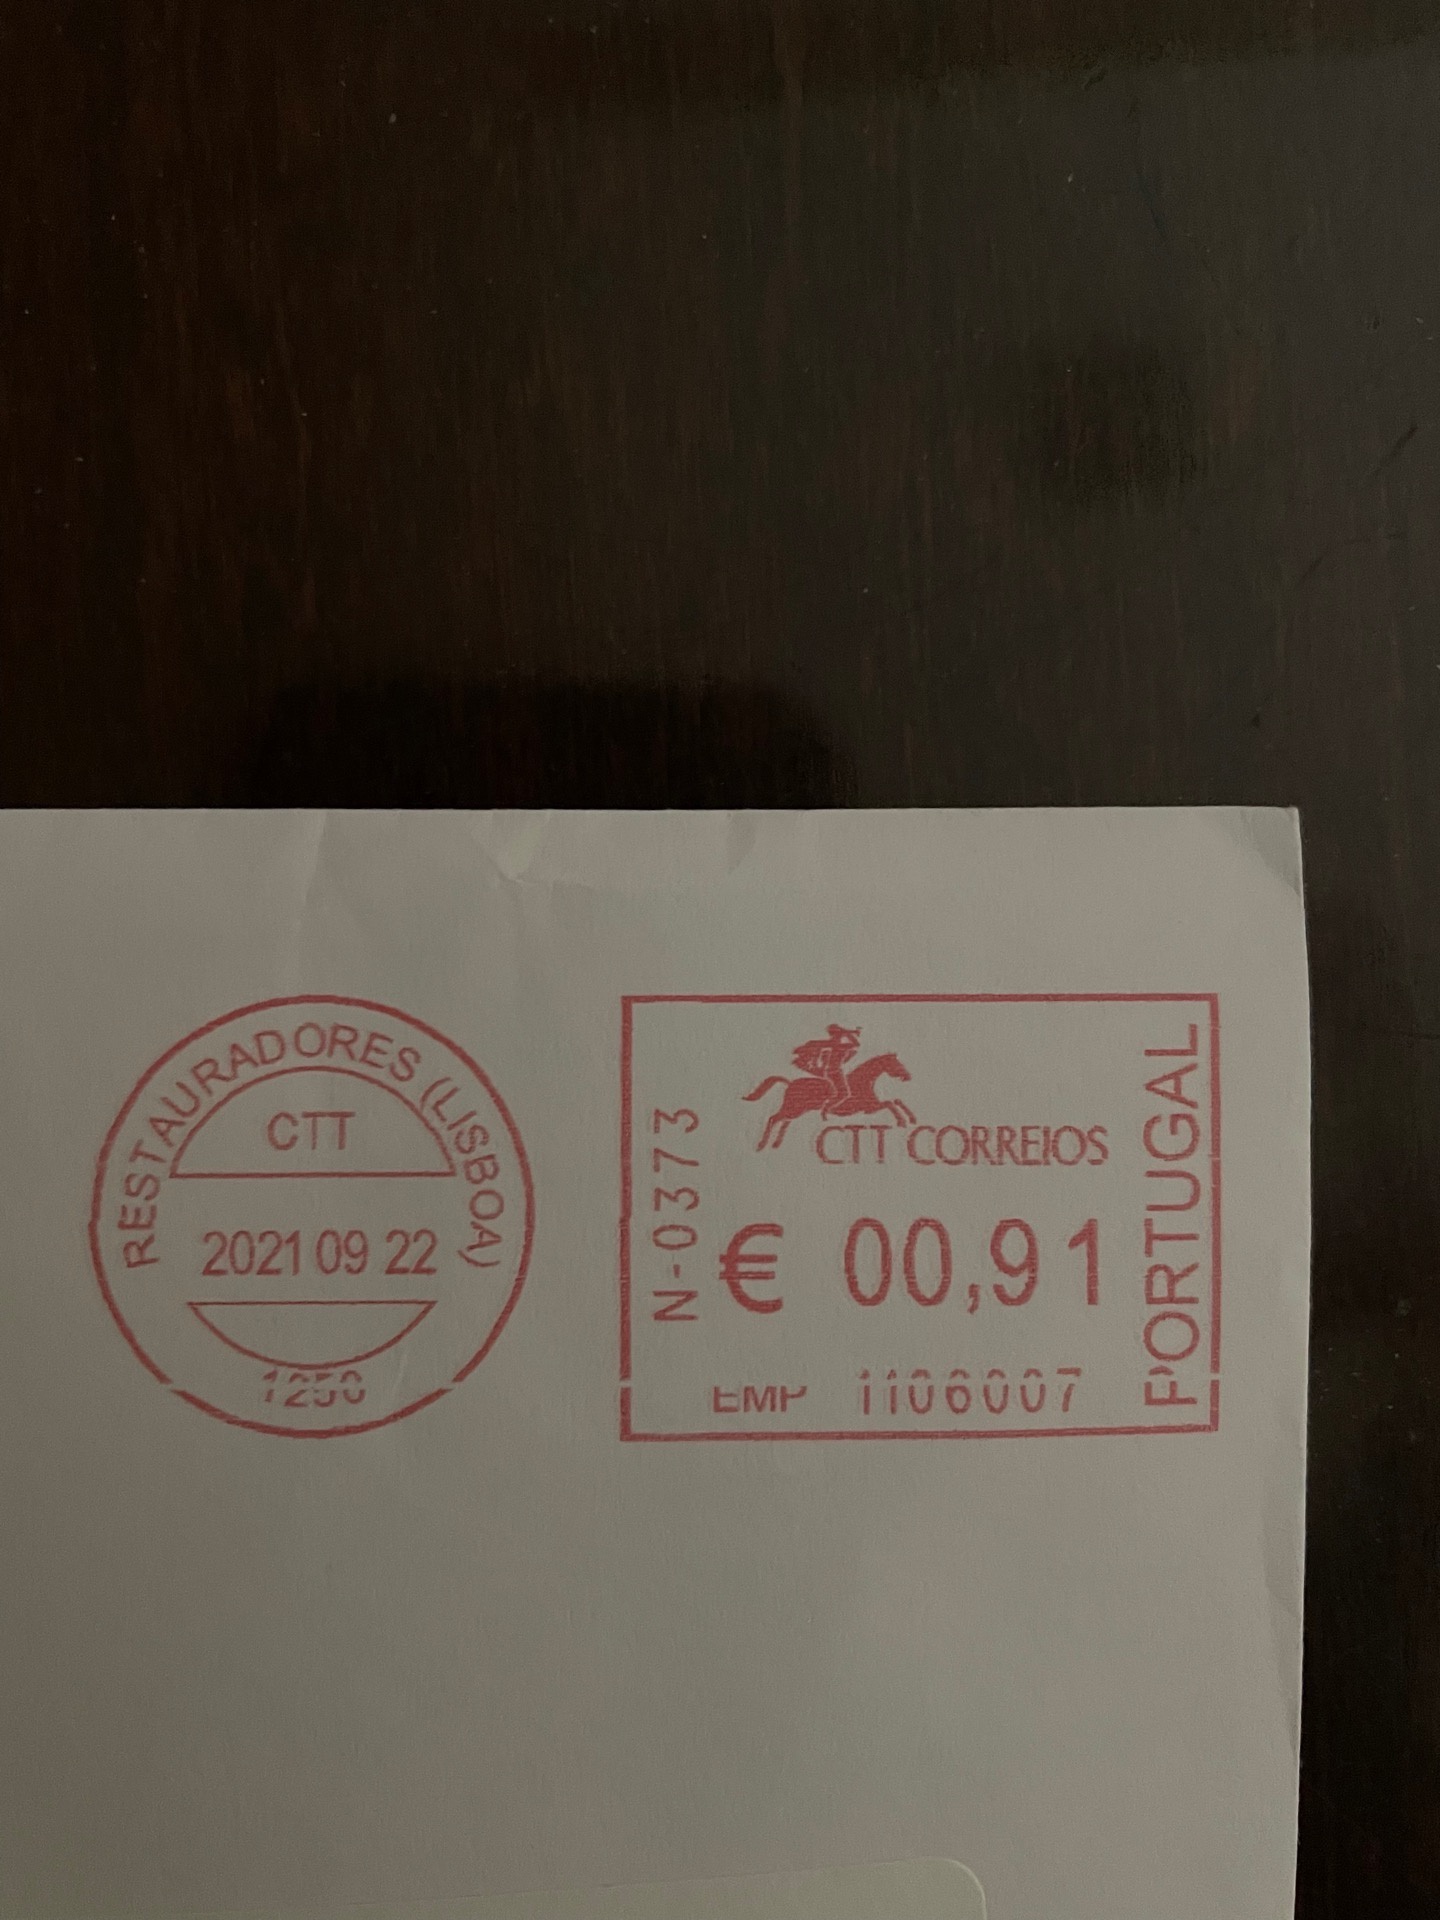 RESTAURADORES (LISBOA)
CTT
2021 09 22
1250
N-0373
CTT CORREIOS
€ 00,91
EMP 1106007
PORTUGAL